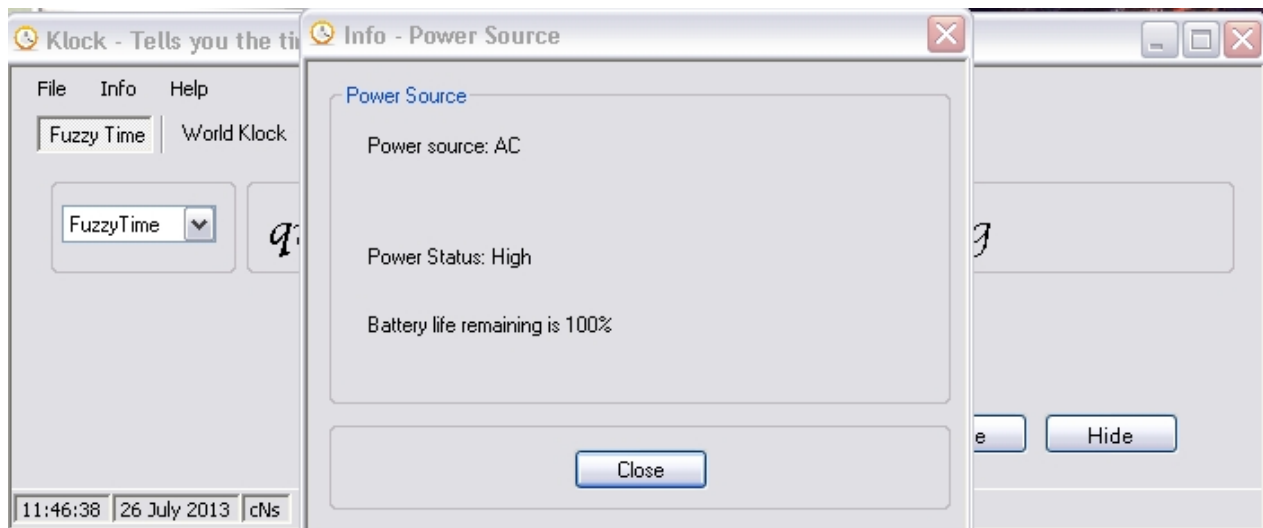 Klock - Tells you the
Info - Power Source
File Info Help
Fuzzy Time World Klock
Power Source
Power source: AC
FuzzyTime
Power Status: High
Battery life remaining is 100%
Hide
Close
11:46:38 26 July 2013 cNs